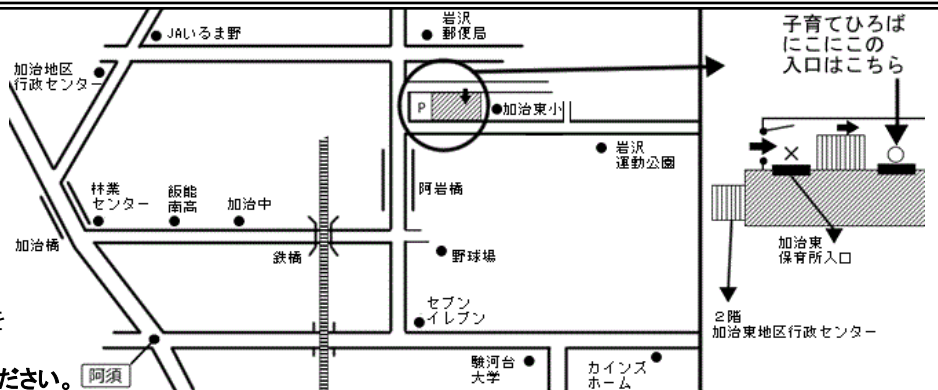 JAいるま野
岩沢
郵便局
加治地区
行政センター
P
加治東小
岩沢
運動公園
林業
センター
飯能
南高
加治中
阿岩橋
加治橋
鉄橋
野球場
セブン
イレブン
ださい。
阿須
駿河台
大学
カインズ
ホーム
子育てひろば
にこにこの
入口はこちら
加治東
保育所入口
2階
加治東地区行政センター